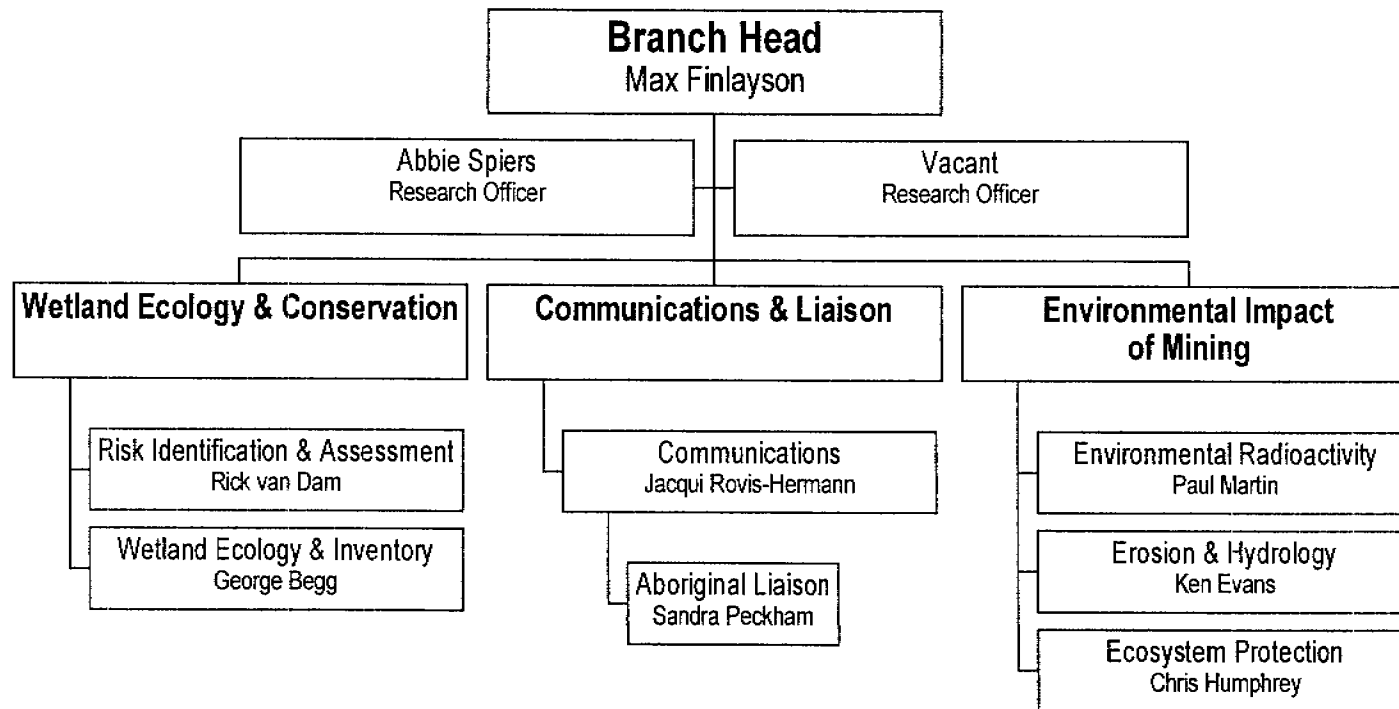 Branch Head
Max Finlayson
Abbie Spiers
Research Officer
Vacant
Research Officer
Wetland Ecology & Conservation
Risk Identification & Assessment
Rick van Dam
Wetland Ecology & Inventory
George Begg
Communications & Liaison
Communications
Jacqui Rovis-Hermann
Aboriginal Liaison
Sandra Peckham
Environmental Impact
of Mining
Environmental Radioactivity
Paul Martin
Erosion & Hydrology
Ken Evans
Ecosystem Protection
Chris Humphrey